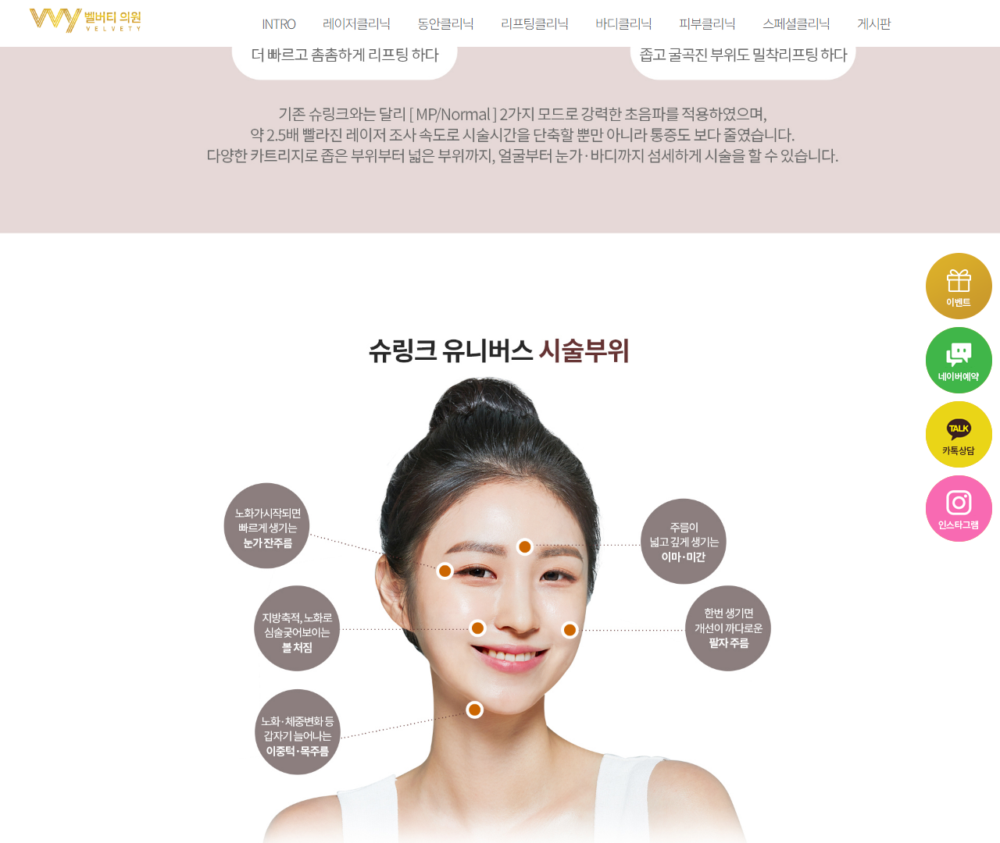 벨버티 의원
VELVETY
INTRO 레이저클리닉 동안클리닉 리프팅클리닉 바디클리닉 피부클리닉 스페셜클리닉 게시판
더 빠르고 촘촘하게 리프팅 하다
좁고 굴곡진 부위도 밀착리프팅 하다
기존 슈링크와는 달리 [ MP/Normal ] 2가지 모드로 강력한 초음파를 적용하였으며,
약 2.5배 빨라진 레이저 조사 속도로 시술시간을 단축할 뿐만 아니라 통증도 보다 줄였습니다.
다양한 카트리지로 좁은 부위부터 넓은 부위까지, 얼굴부터 눈가·바디까지 섬세하게 시술을 할 수 있습니다.
이벤트
네이버예약
TALK
카톡상담
인스타그램
슈링크 유니버스 시술부위
노화가시작되면
빠르게 생기는
눈가 잔주름
주름이
넓고 깊게 생기는
이마·미간
지방축적, 노화로
심술궂어보이는
볼 처짐
한번 생기면
개선이 까다로운
팔자 주름
노화·체중변화 등
갑자기 늘어나는
이중턱·목주름